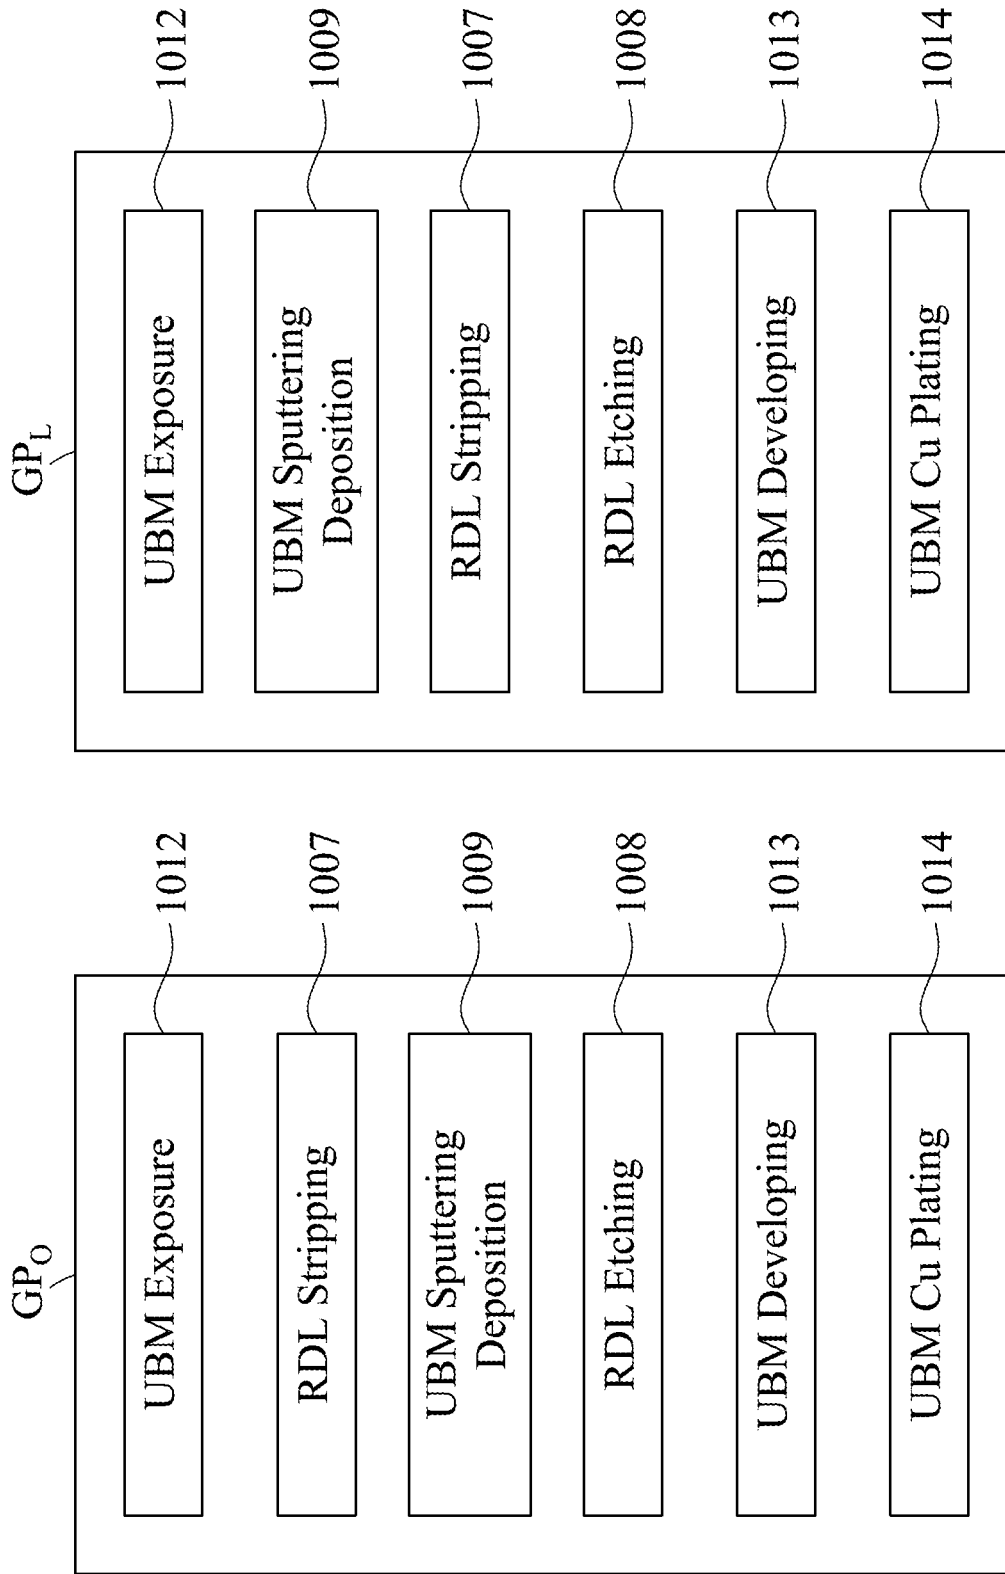 GPO
UBM Exposure
1012
RDL Stripping
1007
UBM Sputtering
Deposition
1009
RDL Etching
1008
UBM Developing
1013
UBM Cu Plating
1014
GPL
UBM Exposure
1012
UBM Sputtering
Deposition
1009
RDL Stripping
1007
RDL Etching
1008
UBM Developing
1013
UBM Cu Plating
1014